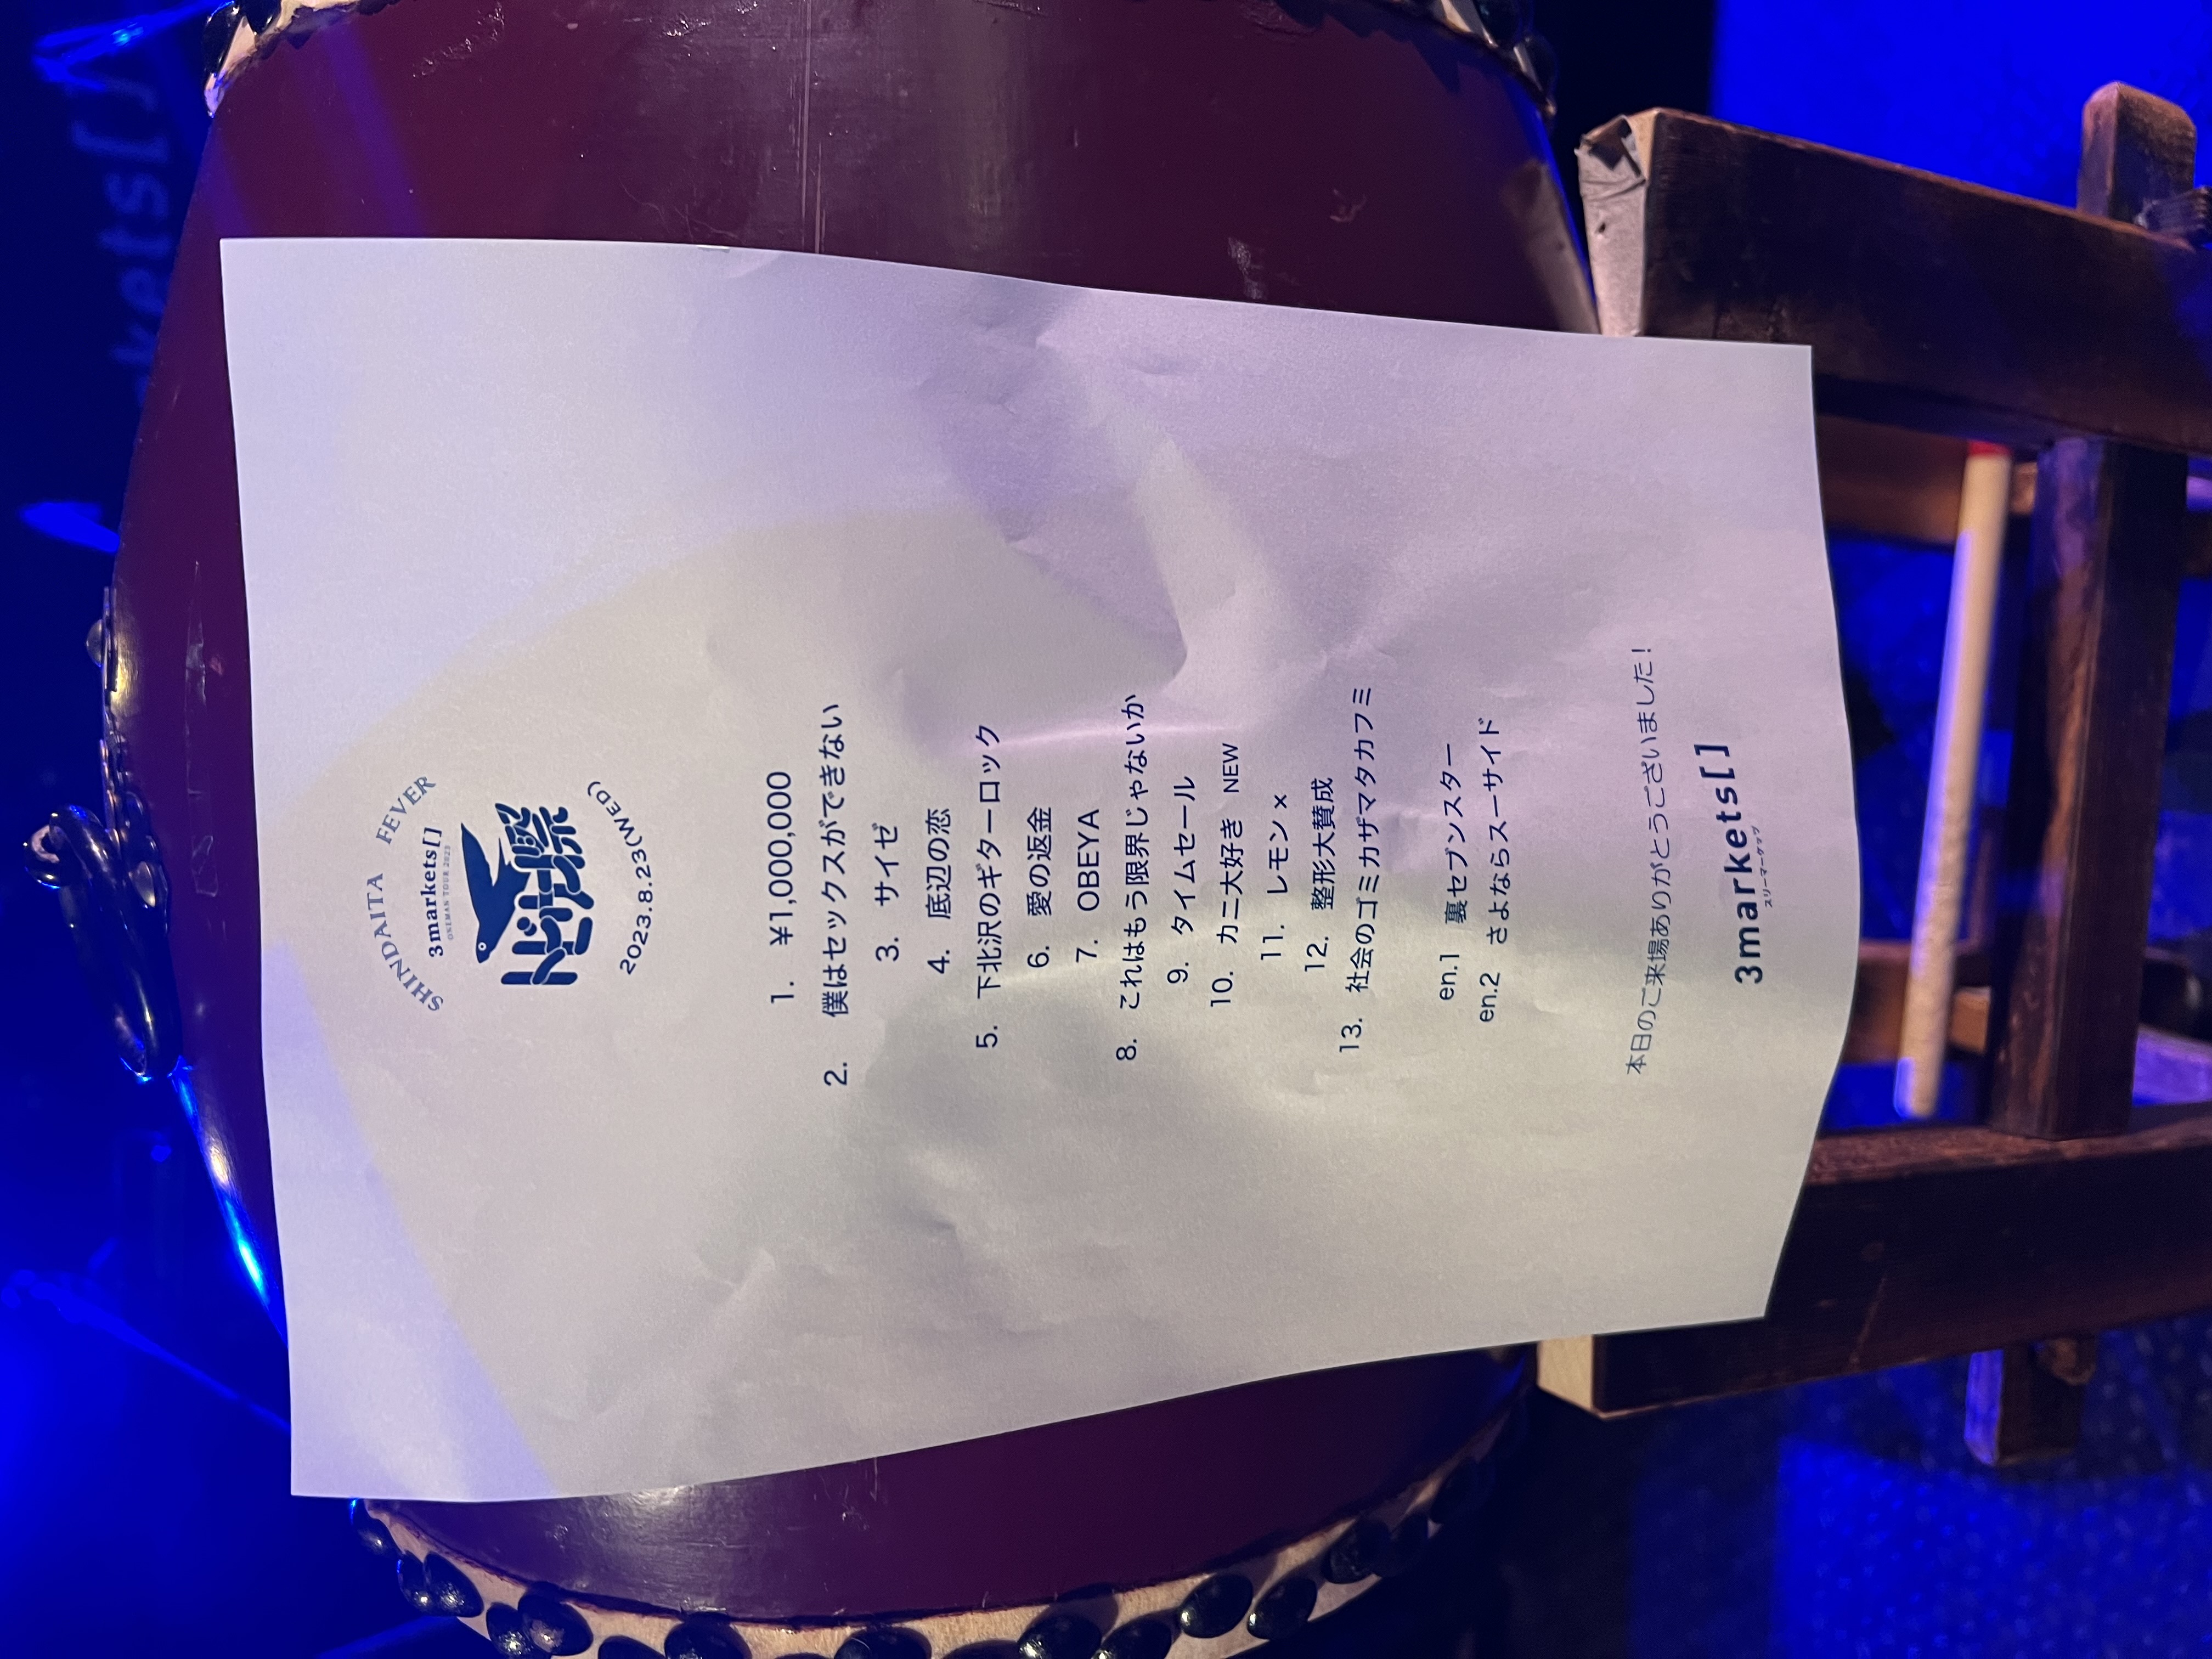 rkets[]
SHINDAITA FEVER
3markets[]
ONEMAN TOUR 2023
トビウオ祭
2023.8.23(WED)
1. ¥1,000,000
2. 僕はセックスができない
3. サイゼ
4. 底辺の恋
5. 下北沢のギターロック
6. 愛の返金
7. OBEYA
8. これはもう限界じゃないか
9. タイムセール
10. カニ大好き NEW
11. レモン×
12. 整形大賛成
13. 社会のゴミカザマタカフミ
en.1 裏セブンスター
en.2 さよならスーサイド
本日のご来場ありがとうございました！
3markets[]
スリーマーケッツ